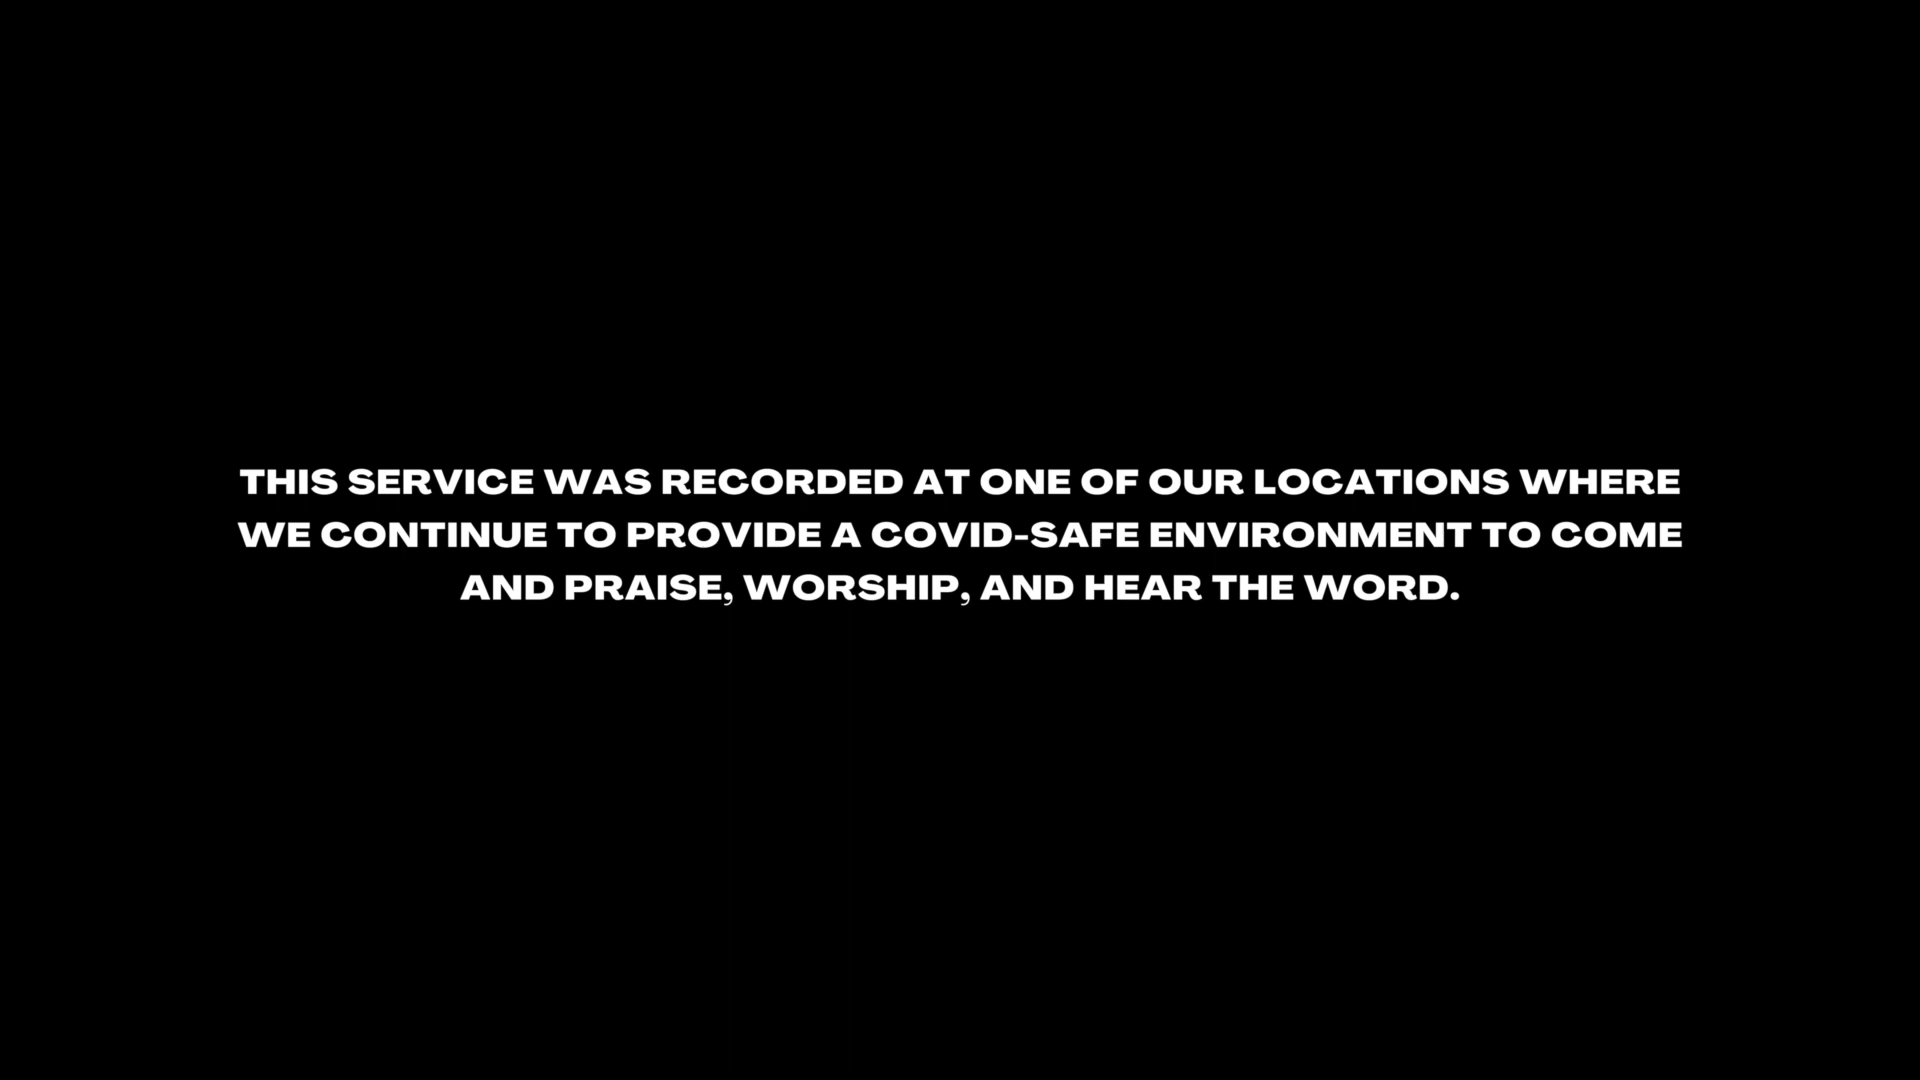 THIS SERVICE WAS RECORDED AT ONE OF OUR LOCATIONS WHERE
WE CONTINUE TO PROVIDE A COVID-SAFE ENVIRONMENT TO COME
AND PRAISE, WORSHIP, AND HEAR THE WORD.